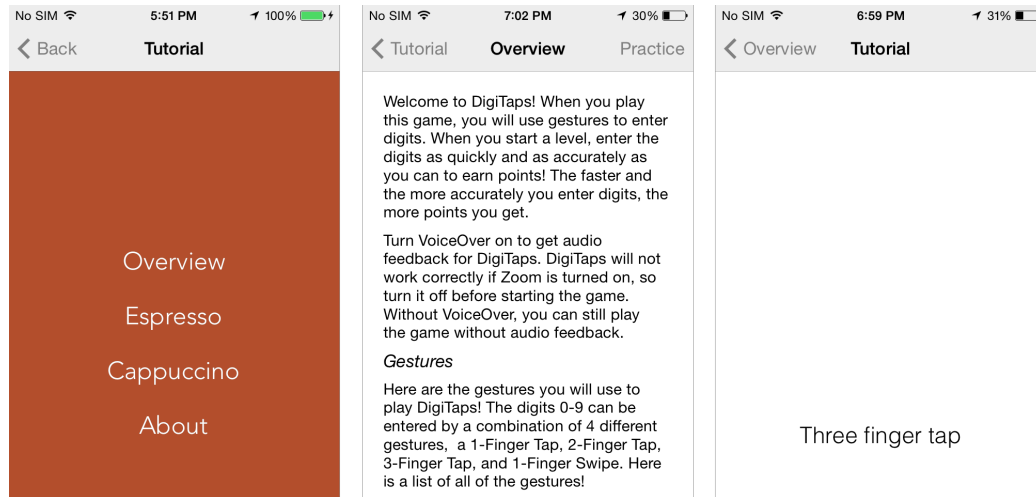 No SIM 5:51 PM 100%
Back Tutorial
Overview
Espresso
Cappuccino
About
No SIM 7:02 PM 30%
Tutorial Overview Practice
Welcome to DigiTaps! When you play
this game, you will use gestures to enter
digits. When you start a level, enter the
digits as quickly and as accurately as
you can to earn points! The faster and
the more accurately you enter digits, the
more points you get.
Turn VoiceOver on to get audio
feedback for DigiTaps. DigiTaps will not
work correctly if Zoom is turned on, so
turn it off before starting the game.
Without VoiceOver, you can still play
the game without audio feedback.
Gestures
Here are the gestures you will use to
play DigiTaps! The digits 0-9 can be
entered by a combination of 4 different
gestures,  a 1-Finger Tap, 2-Finger Tap,
3-Finger Tap, and 1-Finger Swipe. Here
is a list of all of the gestures!
No SIM 6:59 PM 31%
Overview Tutorial
Three finger tap